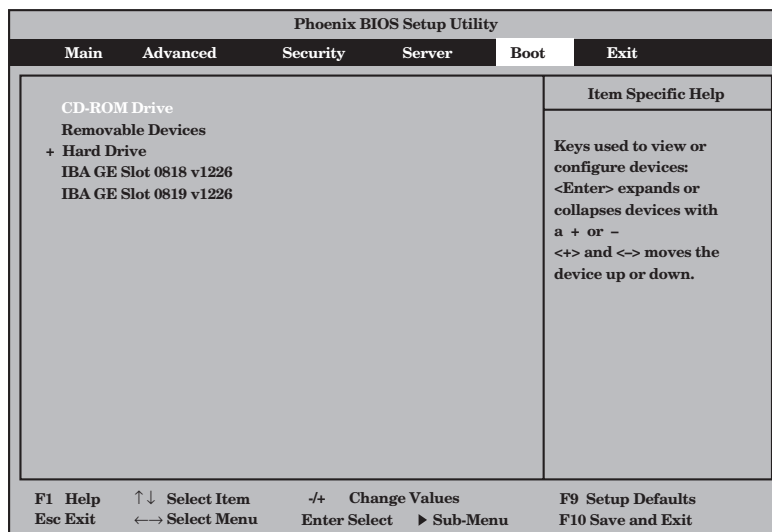 Phoenix BIOS Setup Utility
Main Advanced Security Server Boot Exit
CD-ROM Drive
Removable Devices
+ Hard Drive
IBA GE Slot 0818 v1226
IBA GE Slot 0819 v1226
Item Specific Help
Keys used to view or
configure devices:
<Enter> expands or
collapses devices with
a + or –
<+> and <–> moves the
device up or down.
F1 Help ↑↓ Select Item -/+ Change Values F9 Setup Defaults
Esc Exit ←→ Select Menu Enter Select ▶ Sub-Menu F10 Save and Exit